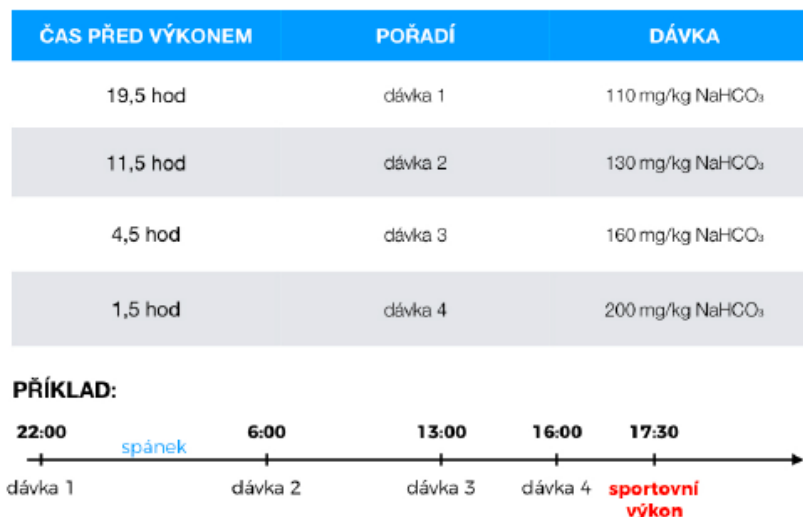 ČAS PŘED VÝKONEM POŘADÍ DÁVKA
19,5 hod dávka 1 110 mg/kg NaHCO₃
11,5 hod dávka 2 130 mg/kg NaHCO₃
4,5 hod dávka 3 160 mg/kg NaHCO₃
1,5 hod dávka 4 200 mg/kg NaHCO₃
PŘÍKLAD:
22:00 6:00 13:00 16:00 17:30
spánek
dávka 1 dávka 2 dávka 3 dávka 4 sportovní
výkon